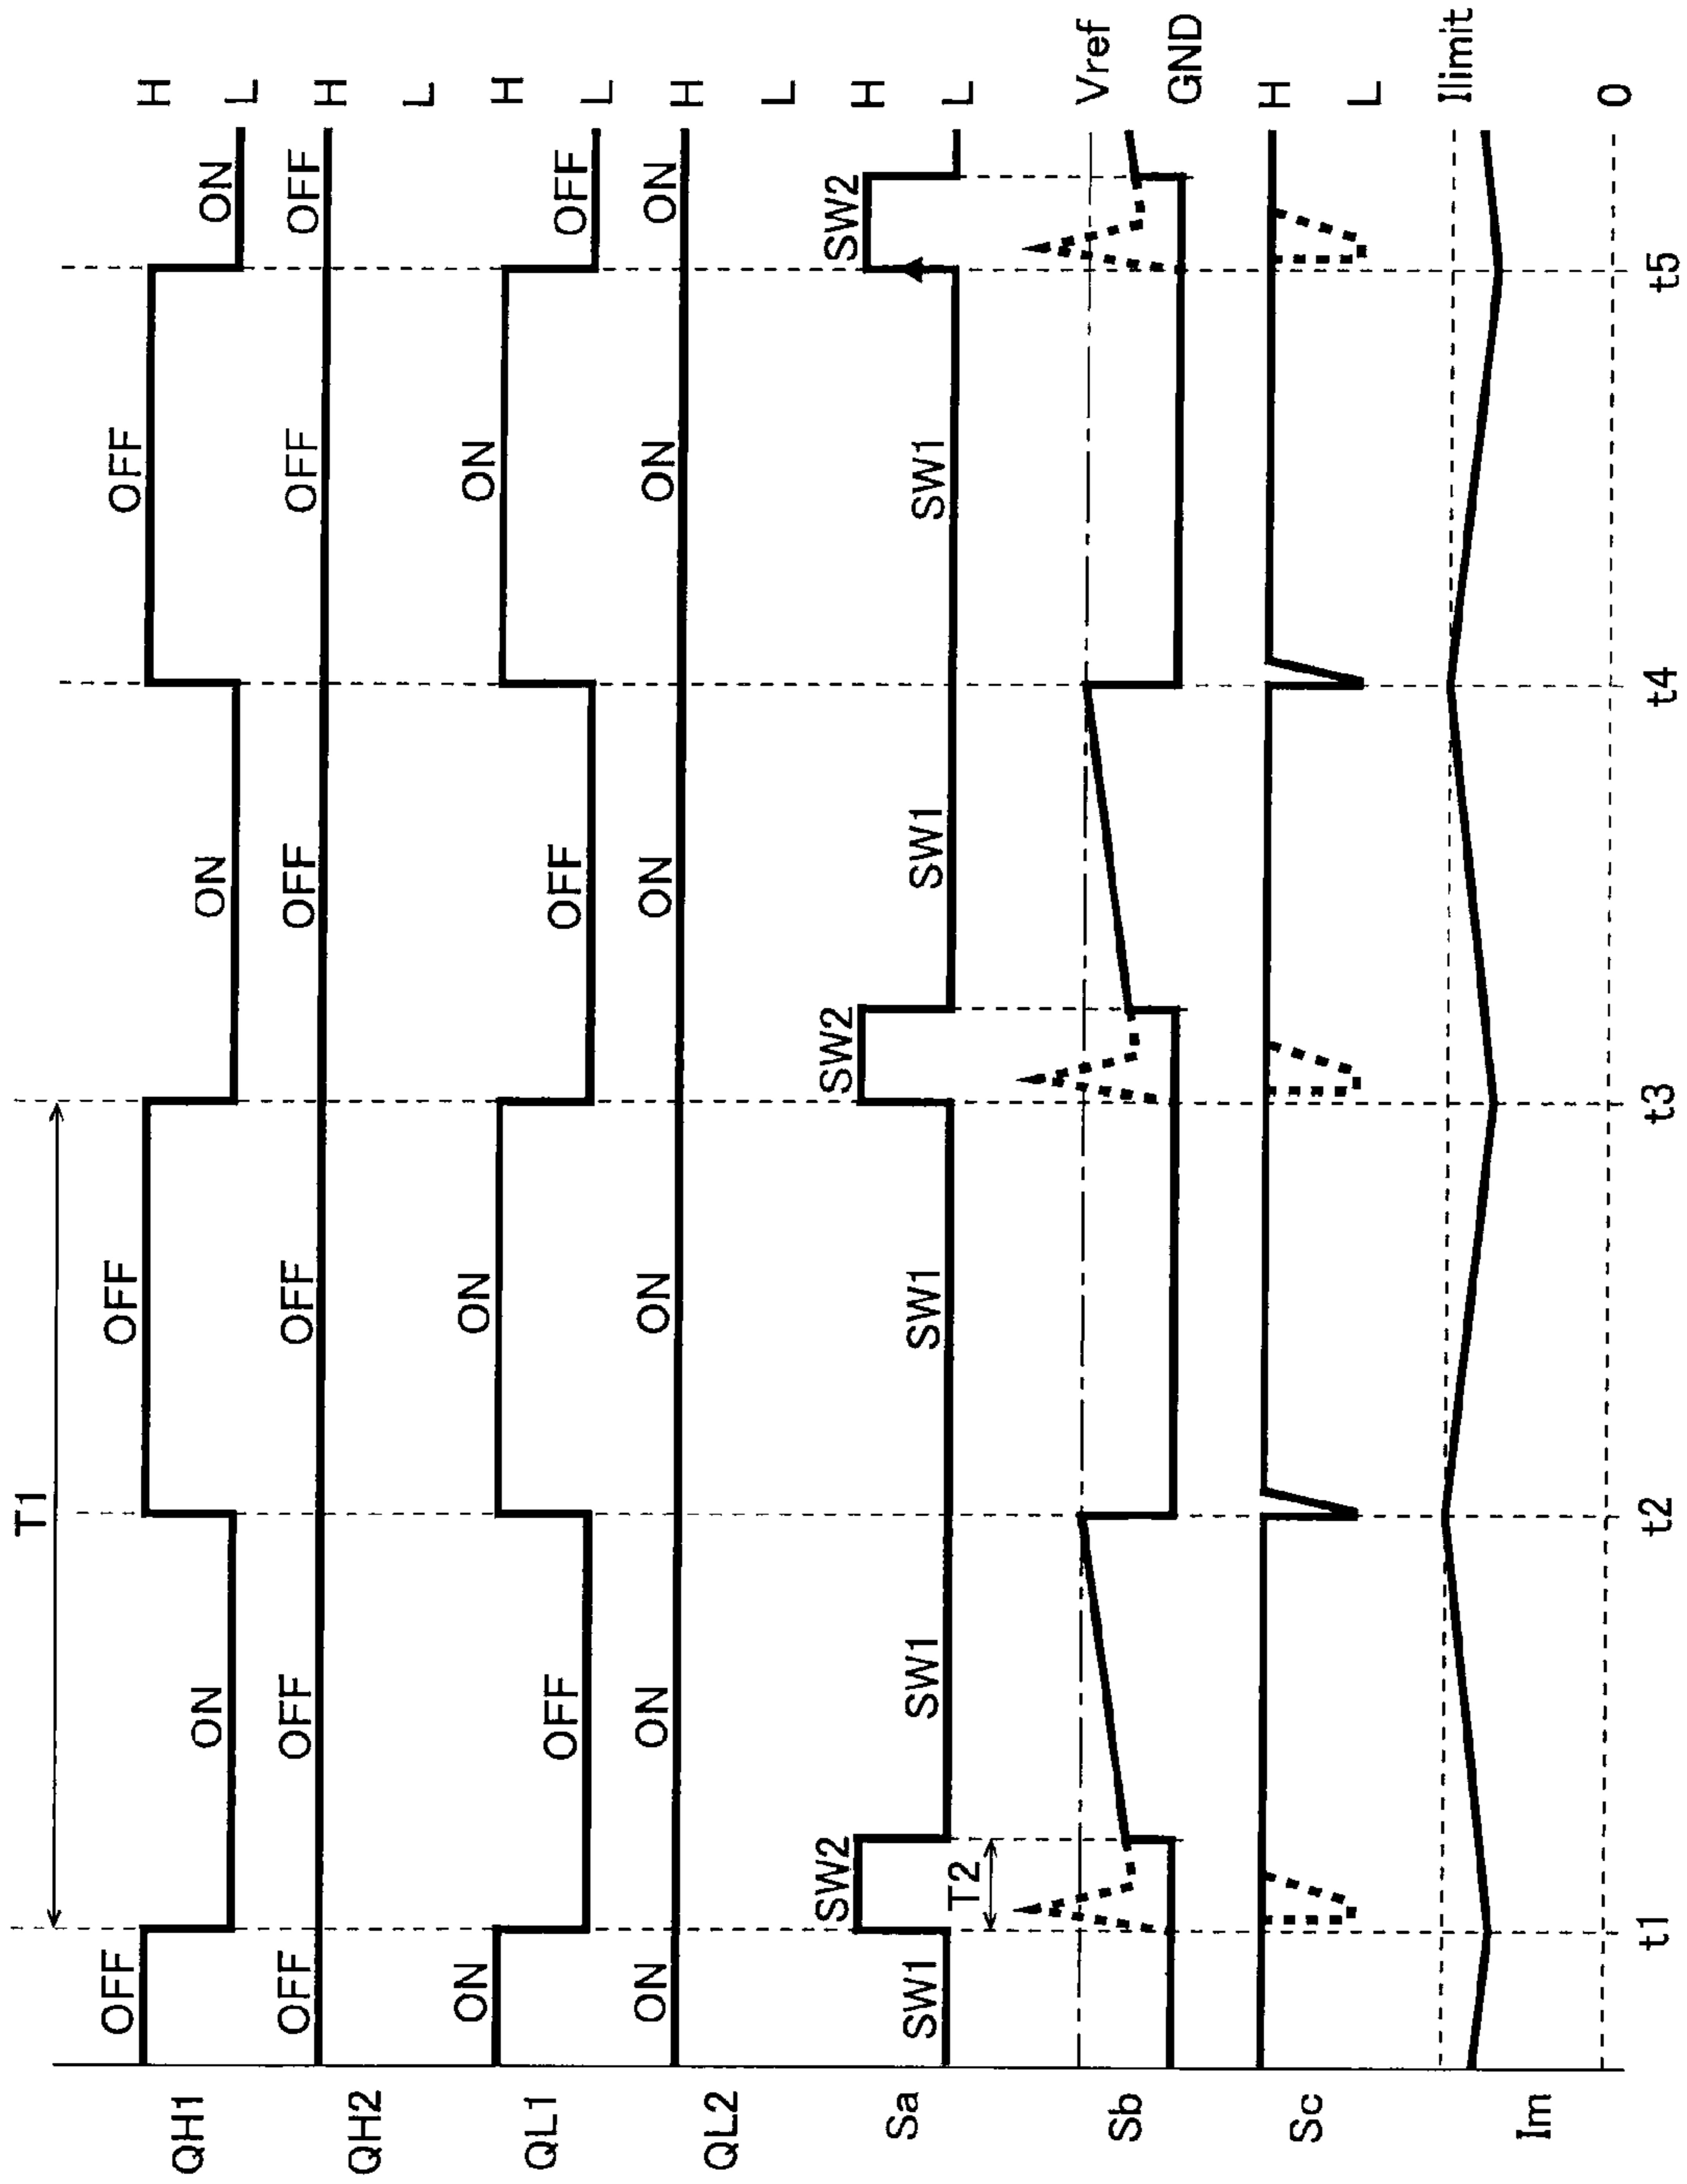 T1
QH1 OFF ON OFF ON OFF ON H L
QH2 OFF OFF OFF OFF OFF OFF H L
QL1 ON OFF ON OFF ON OFF H L
QL2 ON ON ON ON ON ON H L
Sa SW1 SW2 SW1 SW1 SW2 SW1 SW1 SW2 H L
T2
Sb Vref GND
Sc H L
Im Ilimit 0
t1 t2 t3 t4 t5